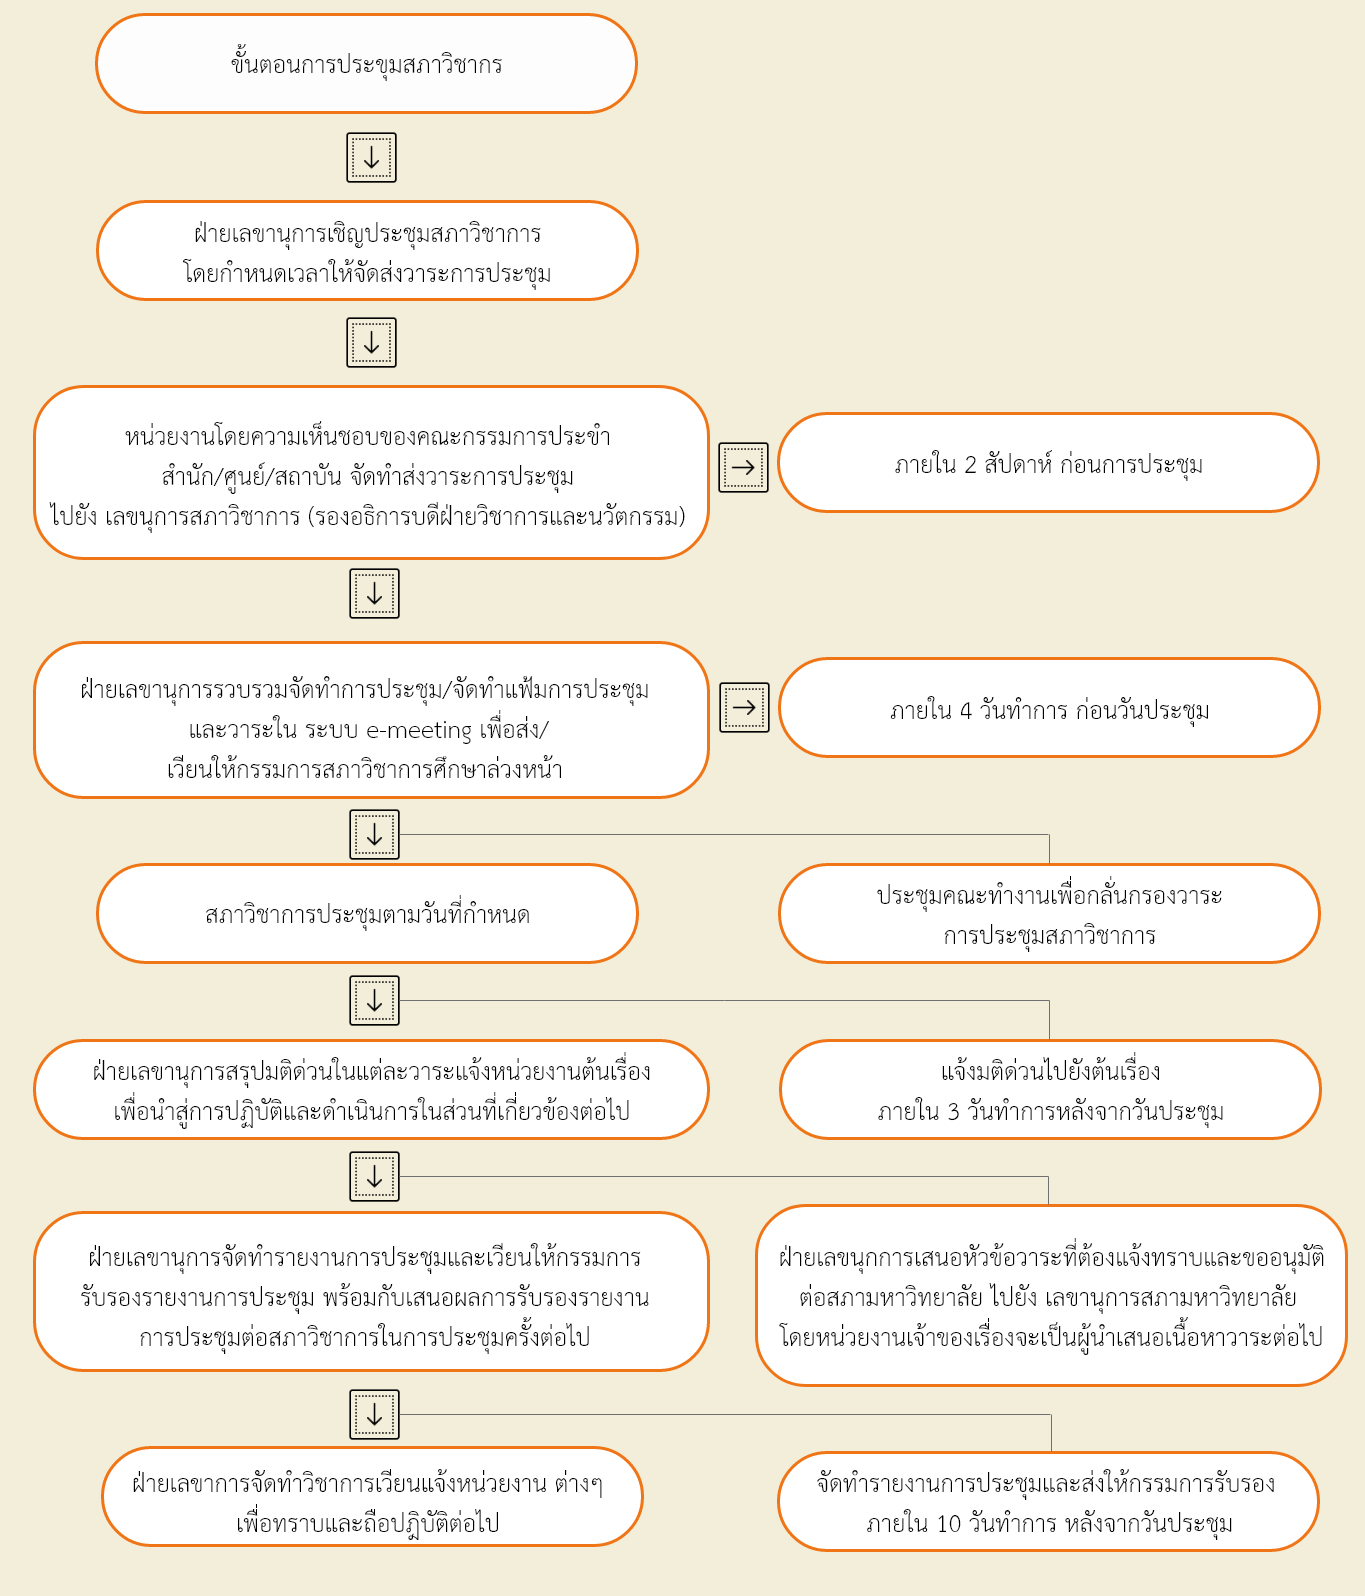 ขั้นตอนการประขุมสภาวิชากร
ฝ่ายเลขานุการเชิญประชุมสภาวิชาการ
โดยกำหนดเวลาให้จัดส่งวาระการประชุม
หน่วยงานโดยความเห็นชอบของคณะกรรมการประขำ
สำนัก/ศูนย์/สถาบัน จัดทำส่งวาระการประชุม
ไปยัง เลขนุการสภาวิชาการ (รองอธิการบดีฝ่ายวิชาการและนวัตกรรม)
ภายใน 2 สัปดาห์ ก่อนการประชุม
ฝ่ายเลขานุการรวบรวมจัดทำการประชุม/จัดทำแฟ้มการประชุม
และวาระใน ระบบ e-meeting เพื่อส่ง/
เวียนให้กรรมการสภาวิชาการศึกษาล่วงหน้า
ภายใน 4 วันทำการ ก่อนวันประชุม
สภาวิชาการประชุมตามวันที่กำหนด
ประชุมคณะทำงานเพื่อกลั่นกรองวาระ
การประชุมสภาวิชาการ
ฝ่ายเลขานุการสรุปมติด่วนในแต่ละวาระแจ้งหน่วยงานต้นเรื่อง
เพื่อนำสู่การปฏิบัติและดำเนินการในส่วนที่เกี่ยวข้องต่อไป
แจ้งมติด่วนไปยังต้นเรื่อง
ภายใน 3 วันทำการหลังจากวันประชุม
ฝ่ายเลขานุการจัดทำรายงานการประชุมและเวียนให้กรรมการ
รับรองรายงานการประชุม พร้อมกับเสนอผลการรับรองรายงาน
การประชุมต่อสภาวิชาการในการประชุมครั้งต่อไป
ฝ่ายเลขนุกการเสนอหัวข้อวาระที่ต้องแจ้งทราบและขออนุมัติ
ต่อสภามหาวิทยาลัย ไปยัง เลขานุการสภามหาวิทยาลัย
โดยหน่วยงานเจ้าของเรื่องจะเป็นผู้นำเสนอเนื้อหาวาระต่อไป
ฝ่ายเลขาการจัดทำวิชาการเวียนแจ้งหน่วยงาน ต่างๆ
เพื่อทราบและถือปฎิบัติต่อไป
จัดทำรายงานการประชุมและส่งให้กรรมการรับรอง
ภายใน 10 วันทำการ หลังจากวันประชุม